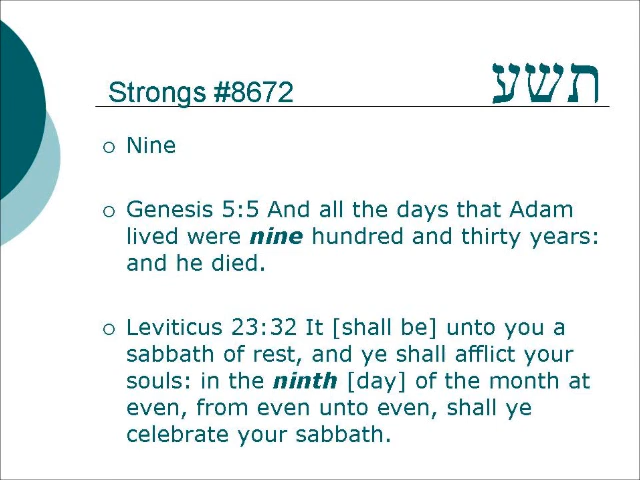 Strongs #8672 תשע
Nine
Genesis 5:5 And all the days that Adam
lived were nine hundred and thirty years:
and he died.
Leviticus 23:32 It [shall be] unto you a
sabbath of rest, and ye shall afflict your
souls: in the ninth [day] of the month at
even, from even unto even, shall ye
celebrate your sabbath.